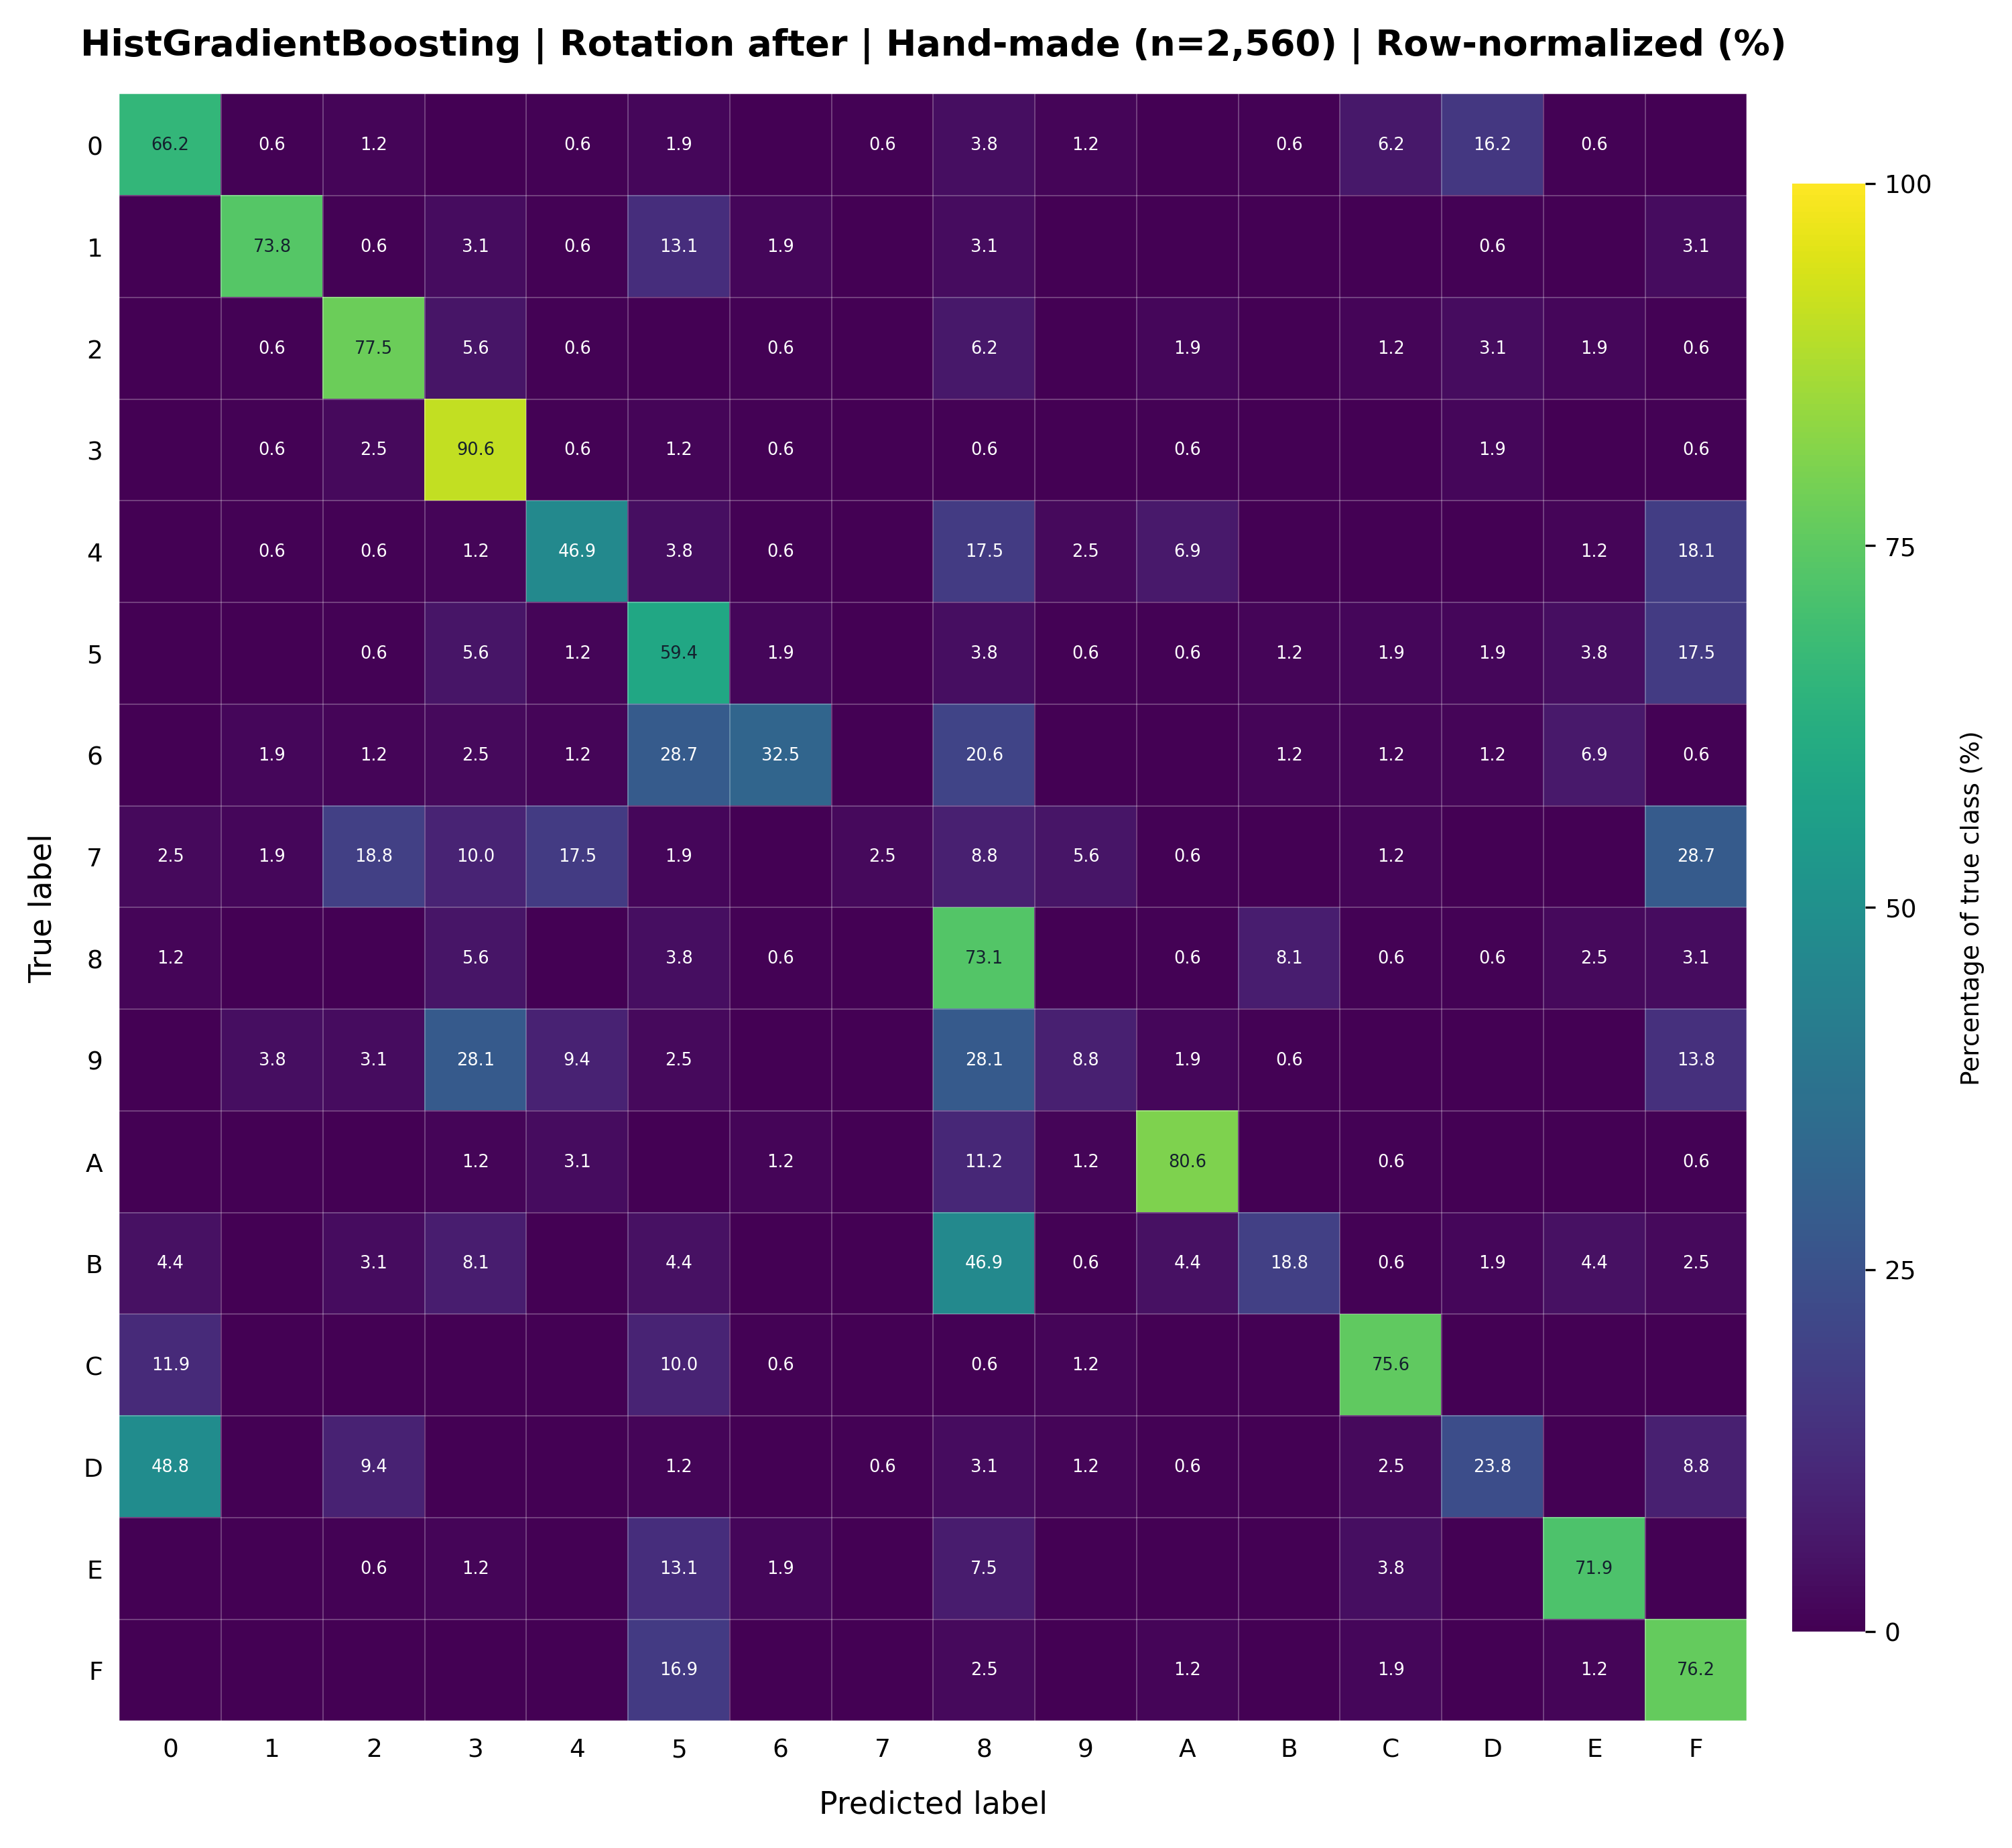 HistGradientBoosting | Rotation after | Hand-made (n=2,560) | Row-normalized (%)
0 66.2 0.6 1.2 0.6 1.9 0.6 3.8 1.2 0.6 6.2 16.2 0.6
1 73.8 0.6 3.1 0.6 13.1 1.9 3.1 0.6 3.1
2 0.6 77.5 5.6 0.6 0.6 6.2 1.9 1.2 3.1 1.9 0.6
3 0.6 2.5 90.6 0.6 1.2 0.6 0.6 0.6 1.9 0.6
4 0.6 0.6 1.2 46.9 3.8 0.6 17.5 2.5 6.9 1.2 18.1
5 0.6 5.6 1.2 59.4 1.9 3.8 0.6 0.6 1.2 1.9 1.9 3.8 17.5
6 1.9 1.2 2.5 1.2 28.7 32.5 20.6 1.2 1.2 1.2 6.9 0.6
7 2.5 1.9 18.8 10.0 17.5 1.9 2.5 8.8 5.6 0.6 1.2 28.7
8 1.2 5.6 3.8 0.6 73.1 0.6 8.1 0.6 0.6 2.5 3.1
9 3.8 3.1 28.1 9.4 2.5 28.1 8.8 1.9 0.6 13.8
A 1.2 3.1 1.2 11.2 1.2 80.6 0.6 0.6
B 4.4 3.1 8.1 4.4 46.9 0.6 4.4 18.8 0.6 1.9 4.4 2.5
C 11.9 10.0 0.6 0.6 1.2 75.6
D 48.8 9.4 1.2 0.6 3.1 1.2 0.6 2.5 23.8 8.8
E 0.6 1.2 13.1 1.9 7.5 3.8 71.9
F 16.9 2.5 1.2 1.9 1.2 76.2
0 1 2 3 4 5 6 7 8 9 A B C D E F
Predicted label
True label
100
75
50
25
0
Percentage of true class (%)